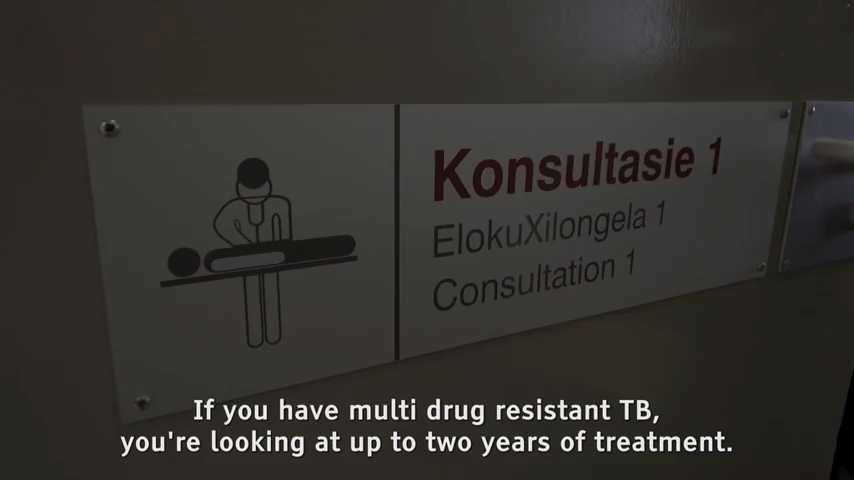 Konsultasie 1
ElokuXilongela 1
Consultation 1
If you have multi drug resistant TB,
you're looking at up to two years of treatment.